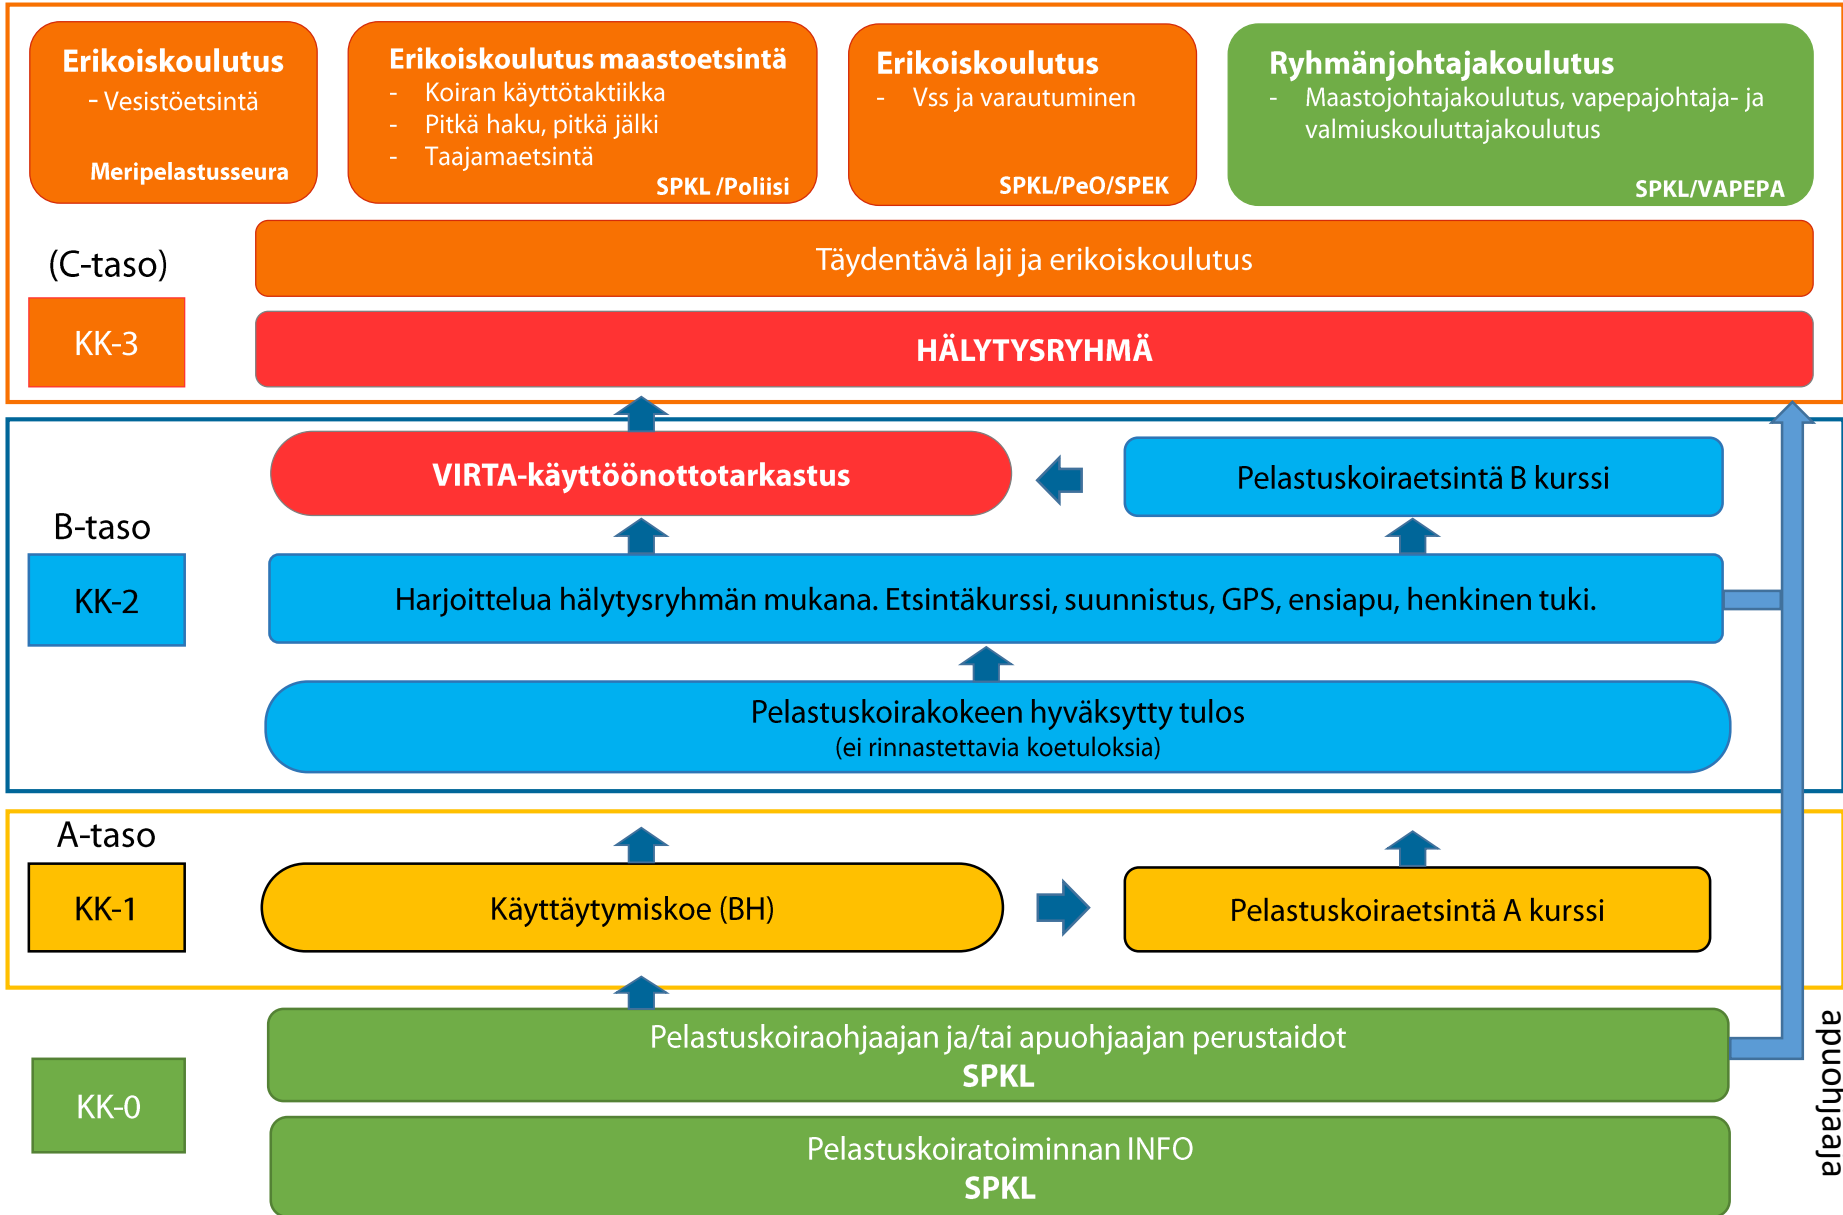 Erikoiskoulutus
- Vesistöetsintä
Meripelastusseura
Erikoiskoulutus maastoetsintä
- Koiran käyttötaktiikka
- Pitkä haku, pitkä jälki
- Taajamaetsintä
SPKL /Poliisi
Erikoiskoulutus
- Vss ja varautuminen
SPKL/PeO/SPEK
Ryhmänjohtajakoulutus
- Maastojohtajakoulutus, vapepajohtaja- ja
valmiuskouluttajakoulutus
SPKL/VAPEPA
(C-taso)
KK-3
Täydentävä laji ja erikoiskoulutus
HÄLYTYSRYHMÄ
VIRTA-käyttöönottotarkastus
Pelastuskoiraetsintä B kurssi
B-taso
KK-2
Harjoittelua hälytysryhmän mukana. Etsintäkurssi, suunnistus, GPS, ensiapu, henkinen tuki.
Pelastuskoirakokeen hyväksytty tulos
(ei rinnastettavia koetuloksia)
A-taso
KK-1
Käyttäytymiskoe (BH)
Pelastuskoiraetsintä A kurssi
KK-0
Pelastuskoiraohjaajan ja/tai apuohjaajan perustaidot
SPKL
Pelastuskoiratoiminnan INFO
SPKL
apuohjaaja